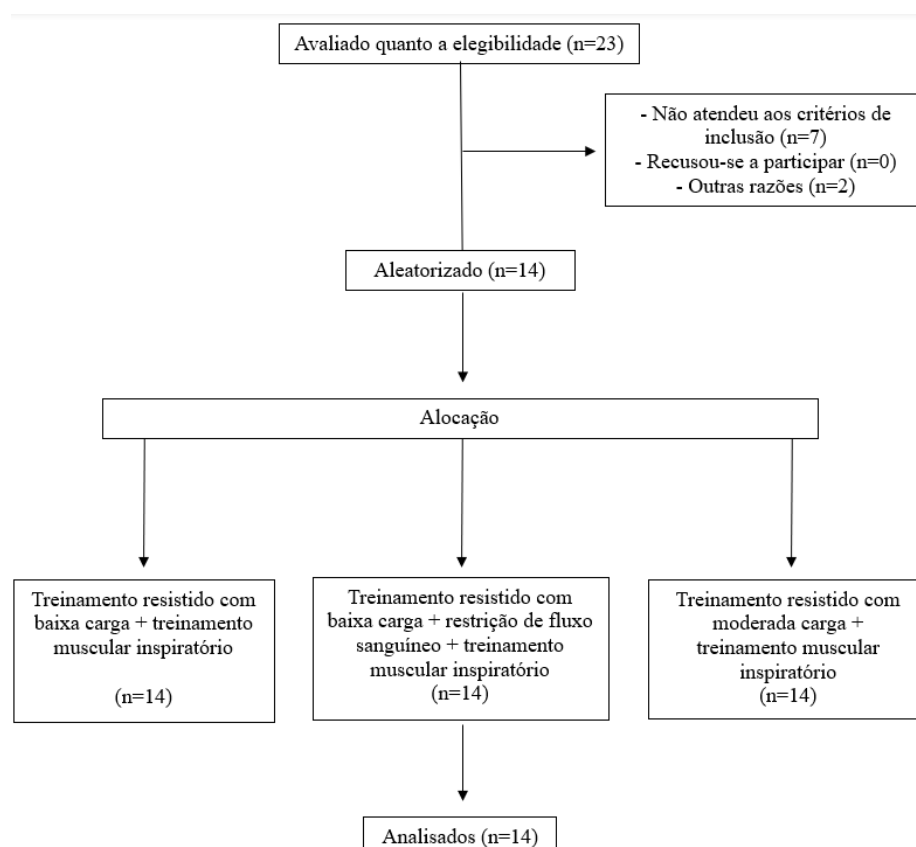 Avaliado quanto a elegibilidade (n=23)
- Não atendeu aos critérios de
inclusão (n=7)
- Recusou-se a participar (n=0)
- Outras razões (n=2)
Aleatorizado (n=14)
Alocação
Treinamento resistido com
baixa carga + treinamento
muscular inspiratório
(n=14)
Treinamento resistido com
baixa carga + restrição de fluxo
sanguíneo + treinamento
muscular inspiratório
(n=14)
Treinamento resistido com
moderada carga +
treinamento muscular
inspiratório
(n=14)
Analisados (n=14)